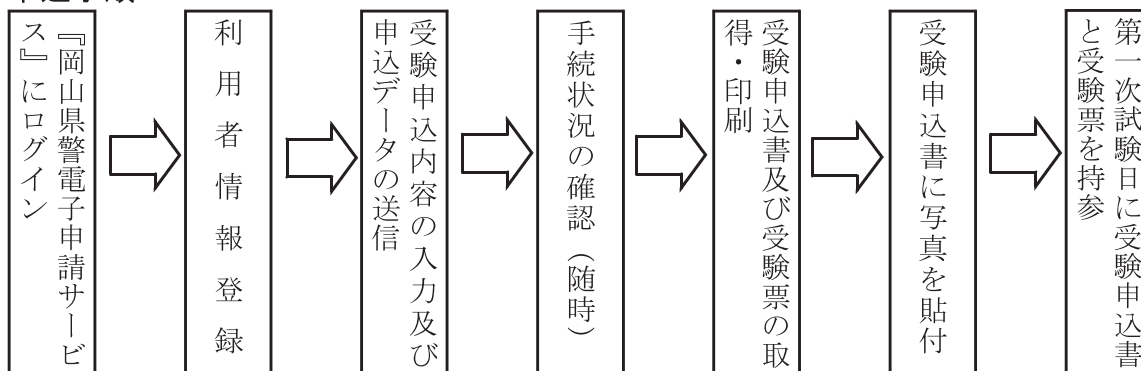 『岡山県警電子申請サービ
ス』にログイン
利用者情報登録
受験申込内容の入力及び
申込データの送信
手続状況の確認（随時）
受験申込書及び受験票の取
得・印刷
受験申込書に写真を貼付
第一次試験日に受験申込書
と受験票を持参